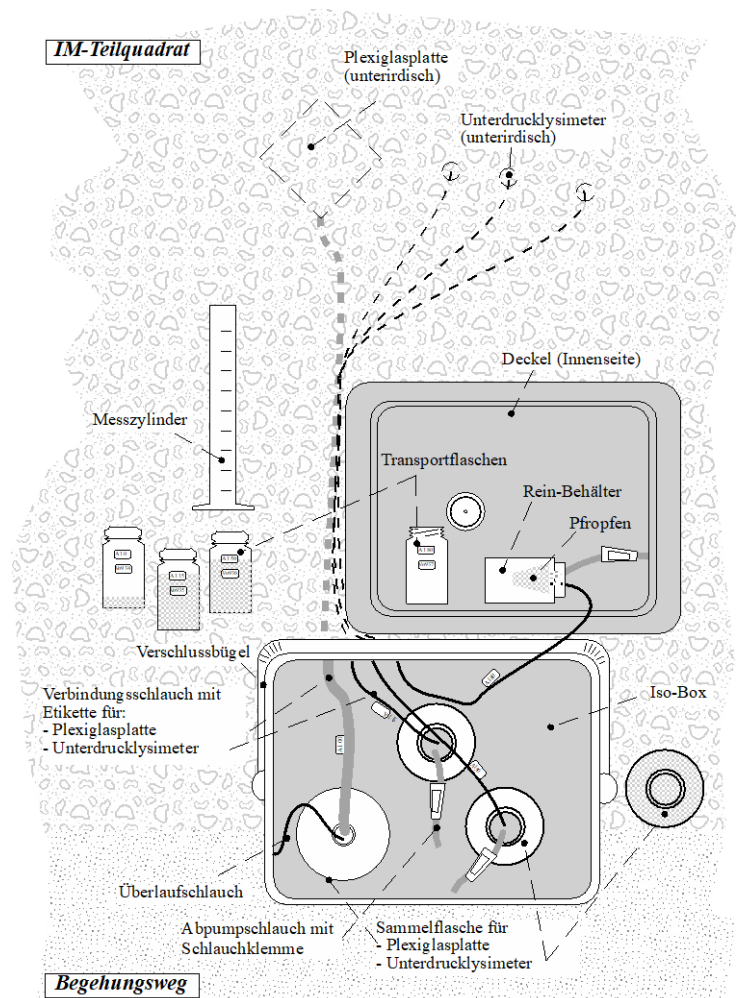 IM-Teilquadrat
Plexiglasplatte
(unterirdisch)
Unterdrucklysimeter
(unterirdisch)
Deckel (Innenseite)
Messzylinder
Transportflaschen
Rein-Behälter
Pfropfen
Verschlussbügel
Verbindungsschlauch mit
Etikette für:
- Plexiglasplatte
- Unterdrucklysimeter
Iso-Box
Überlaufschlauch
Abpumpschlauch mit
Schlauchklemme
Sammelflasche für
- Plexiglasplatte
- Unterdrucklysimeter
Begehungsweg